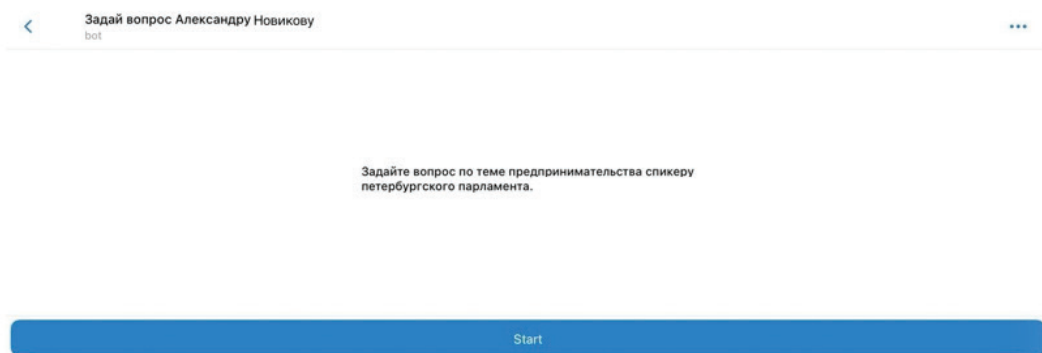 Задай вопрос Александру Новикову
bot
Задайте вопрос по теме предпринимательства спикеру
петербургского парламента.
Start